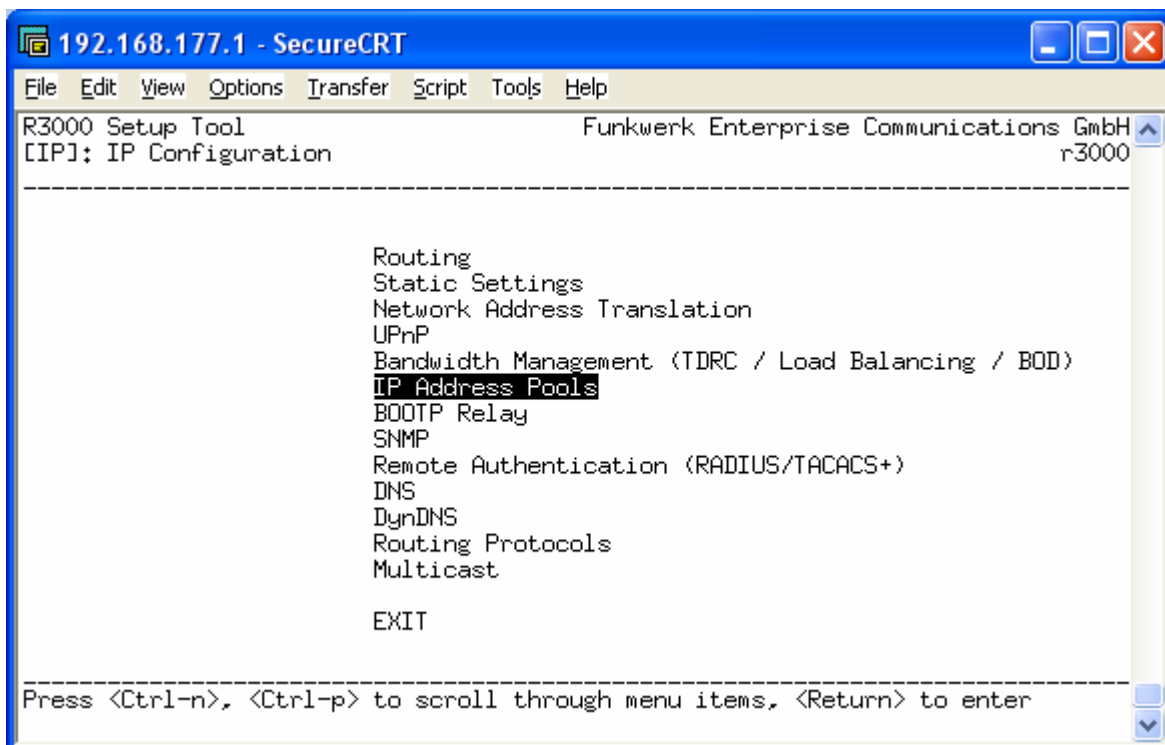 192.168.177.1 - SecureCRT
File Edit View Options Transfer Script Tools Help
R3000 Setup Tool Funkwerk Enterprise Communications GmbH
[IP]: IP Configuration r3000
Routing
Static Settings
Network Address Translation
UPnP
Bandwidth Management (TDRC / Load Balancing / BOD)
IP Address Pools
BOOTP Relay
SNMP
Remote Authentication (RADIUS/TACACS+)
DNS
DynDNS
Routing Protocols
Multicast
EXIT
Press <Ctrl-n>, <Ctrl-p> to scroll through menu items, <Return> to enter